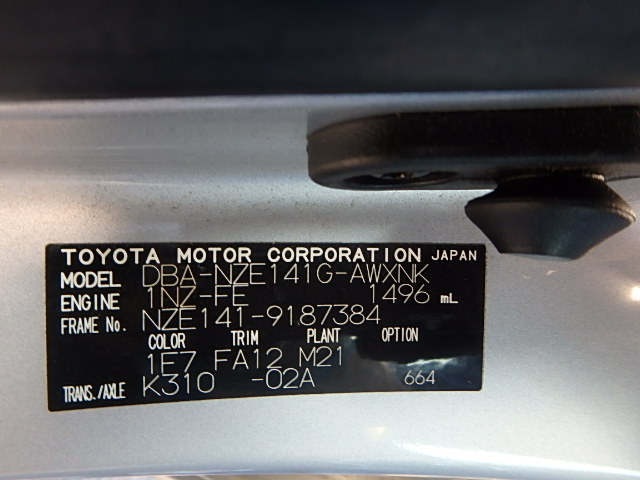 TOYOTA MOTOR CORPORATION JAPAN
MODEL DBA-NZE141G-AWXNK
ENGINE 1NZ-FE 1496 mL
FRAME No. NZE141-9187384
COLOR TRIM PLANT OPTION
1E7 FA12 M21
TRANS./AXLE K310 -02A 664